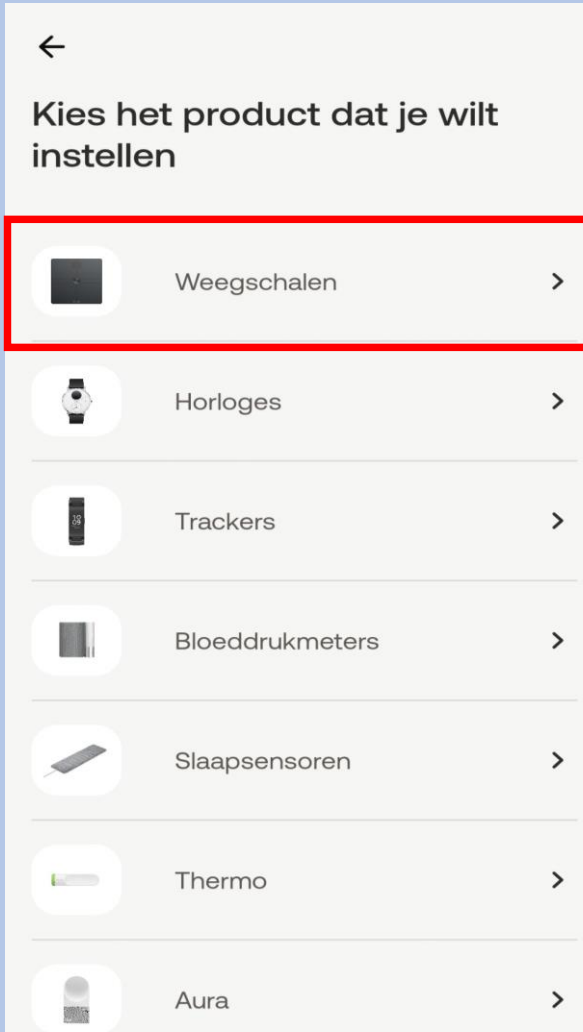 Kies het product dat je wilt
instellen
Weegschalen
Horloges
Trackers
Bloeddrukmeters
Slaapsensoren
Thermo
Aura